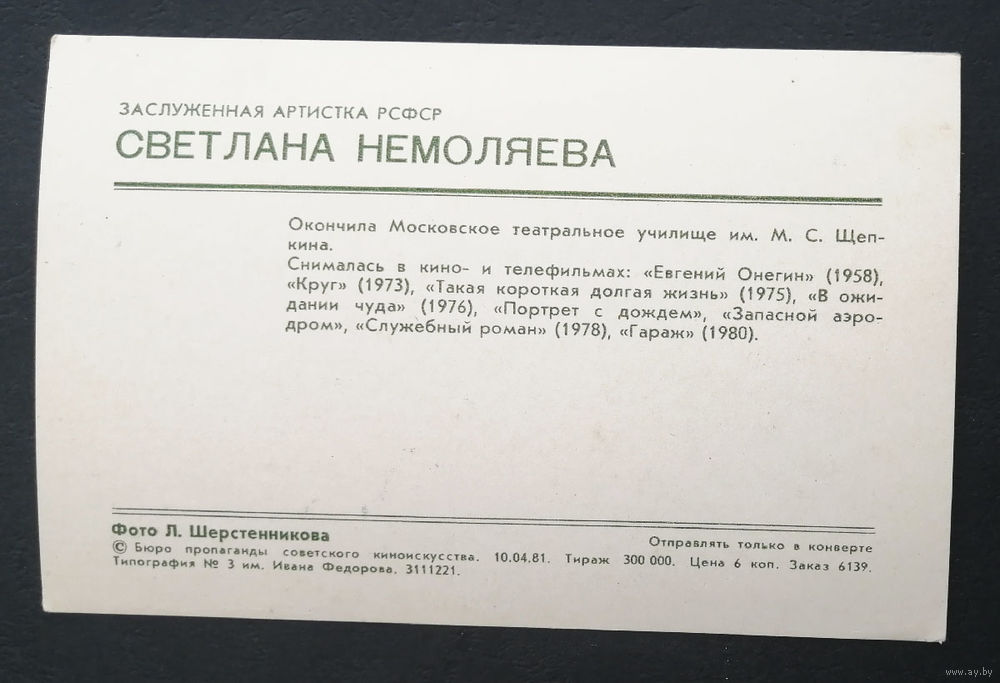 ЗАСЛУЖЕННАЯ АРТИСТКА РСФСР
СВЕТЛАНА НЕМОЛЯЕВА
Окончила Московское театральное училище им. М. С. Щеп-
кина.
Снималась в кино- и телефильмах: «Евгений Онегин» (1958),
«Круг» (1973), «Такая короткая долгая жизнь» (1975), «В ожи-
дании чуда» (1976), «Портрет с дождем», «Запасной аэро-
дром», «Служебный роман» (1978), «Гараж» (1980).
Фото Л. Шерстенникова
Отправлять только в конверте
© Бюро пропаганды советского киноискусства. 10.04.81. Тираж 300 000. Цена 6 коп. Заказ 6139.
Типография № 3 им. Ивана Федорова. 3111221.
www.ay.by